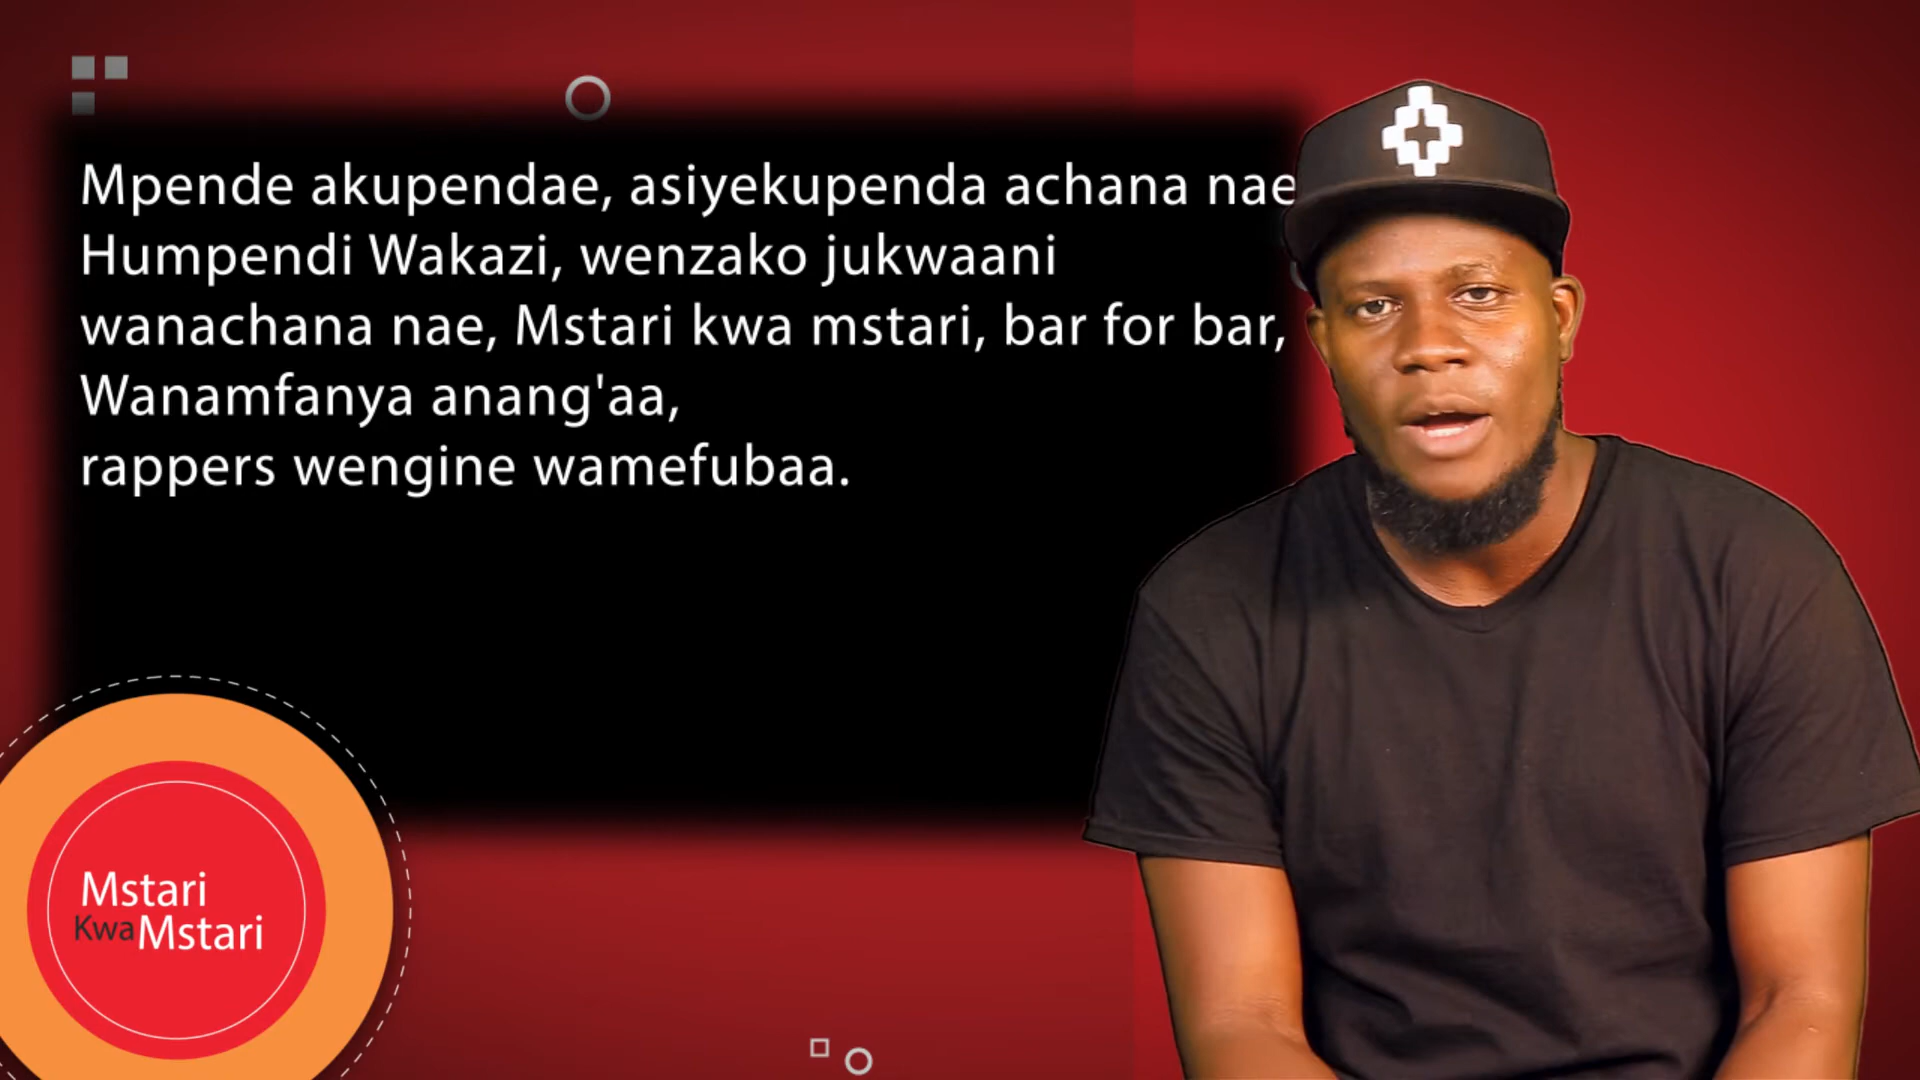 Mpende akupendae, asiyekupenda achana nae
Humpendi Wakazi, wenzako jukwaani
wanachana nae, Mstari kwa mstari, bar for bar,
Wanamfanya anang'aa,
rappers wengine wamefubaa.
Mstari
Kwa Mstari